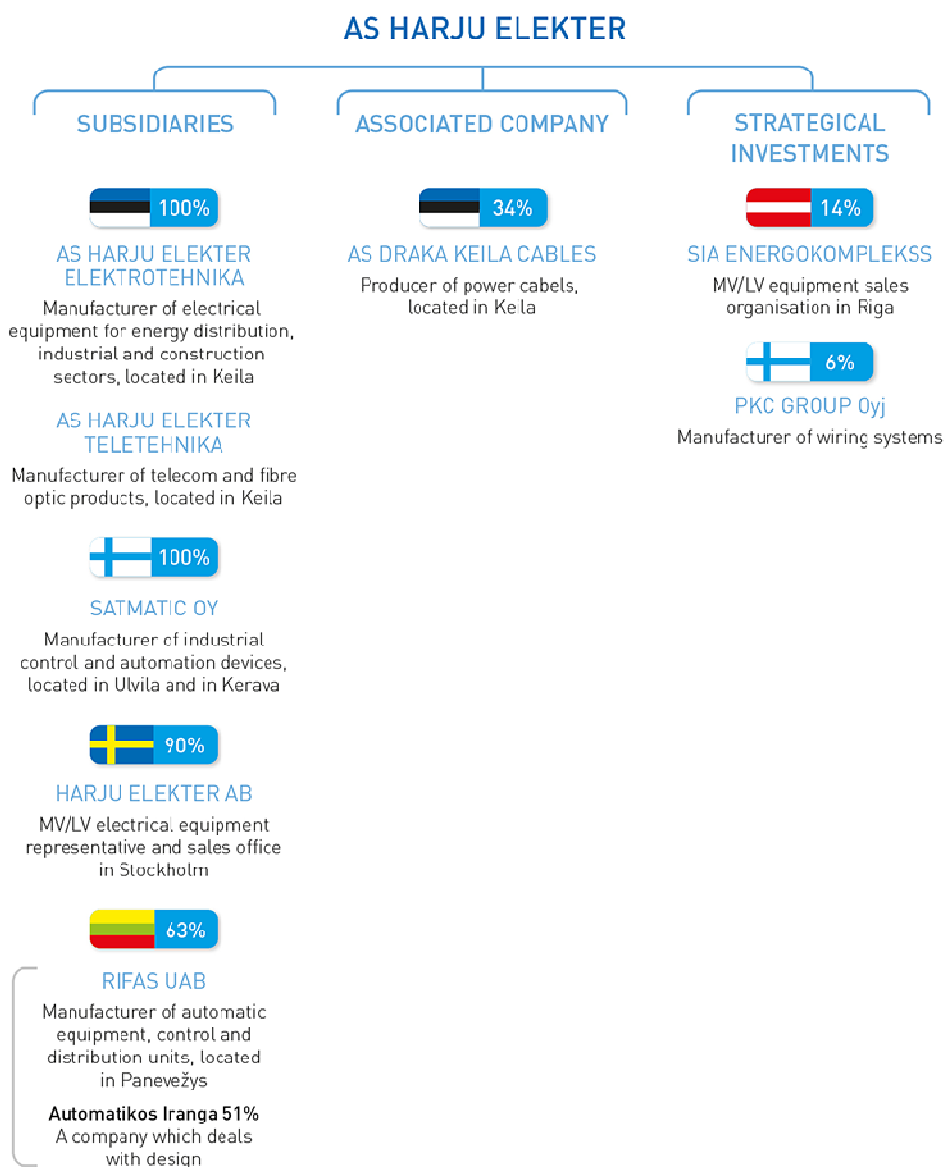 AS HARJU ELEKTER
SUBSIDIARIES
100%
AS HARJU ELEKTER
ELEKTROTEHNIKA
Manufacturer of electrical
equipment for energy distribution,
industrial and construction
sectors, located in Keila
AS HARJU ELEKTER
TELETEHNIKA
Manufacturer of telecom and fibre
optic products, located in Keila
100%
SATMATIC OY
Manufacturer of industrial
control and automation devices,
located in Ulvila and in Kerava
90%
HARJU ELEKTER AB
MV/LV electrical equipment
representative and sales office
in Stockholm
63%
RIFAS UAB
Manufacturer of automatic
equipment, control and
distribution units, located
in Panevežys
Automatikos Iranga 51%
A company which deals
with design
ASSOCIATED COMPANY
34%
AS DRAKA KEILA CABLES
Producer of power cabels,
located in Keila
STRATEGICAL
INVESTMENTS
14%
SIA ENERGOKOMPLEKSS
MV/LV equipment sales
organisation in Riga
6%
PKC GROUP Oyj
Manufacturer of wiring systems